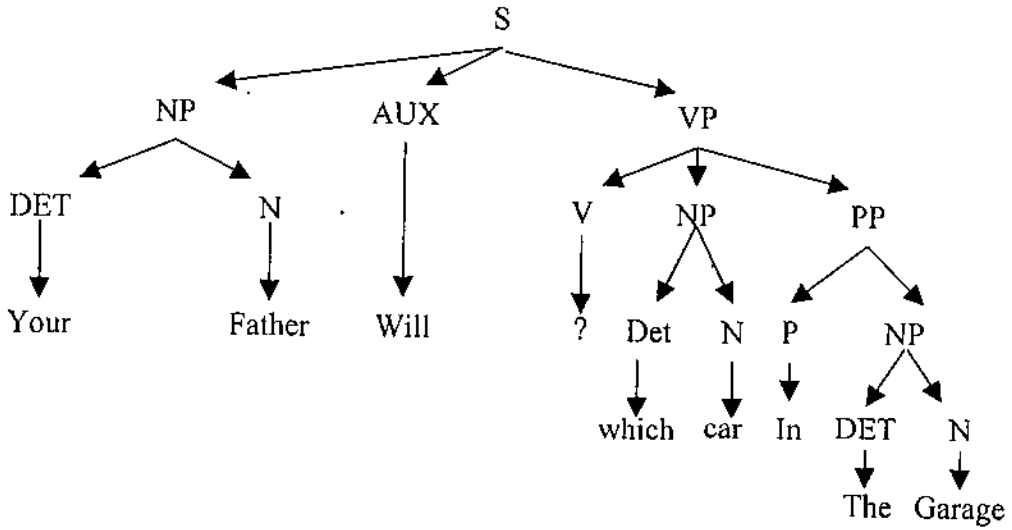 S
NP AUX VP
DET N V NP PP
Your Father Will ? Det N P NP
which car In DET N
The Garage